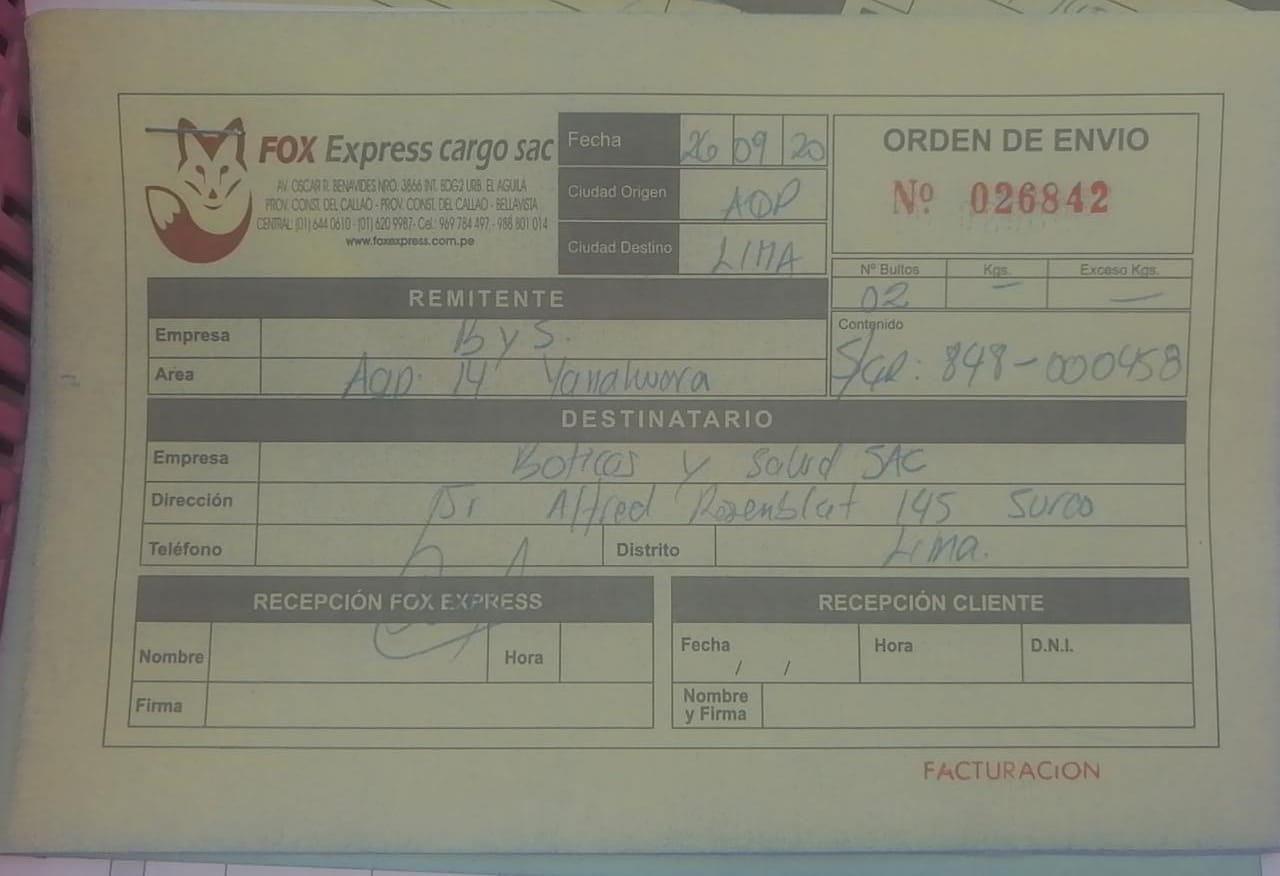 FOX Express cargo sac
AV. OSCAR R. BENAVIDES NRO. 3866 INT. BDG2 URB. EL AGUILA
PROV. CONST. DEL CALLAO - PROV. CONST. DEL CALLAO - BELLAVISTA
CENTRAL: (01) 644 0610 - (01) 620 9987- Cel.: 969 784 497 - 988 801 014
www.foxexpress.com.pe
Fecha 26 09 20
Ciudad Origen AQP
Ciudad Destino LIMA
ORDEN DE ENVIO
Nº 026842
Nº Bultos Kgs. Exceso Kgs.
02 — —
Contenido
S/GR: 848-000458
REMITENTE
Empresa B y S.
Area Aqp. 14 Yanahuara
DESTINATARIO
Empresa Boticas y Salud SAC
Dirección Jr Alfred Rosenblat 145 Surco
Teléfono Distrito Lima.
RECEPCIÓN FOX EXPRESS
Nombre Hora
Firma
RECEPCIÓN CLIENTE
Fecha / / Hora D.N.I.
Nombre
y Firma
FACTURACION